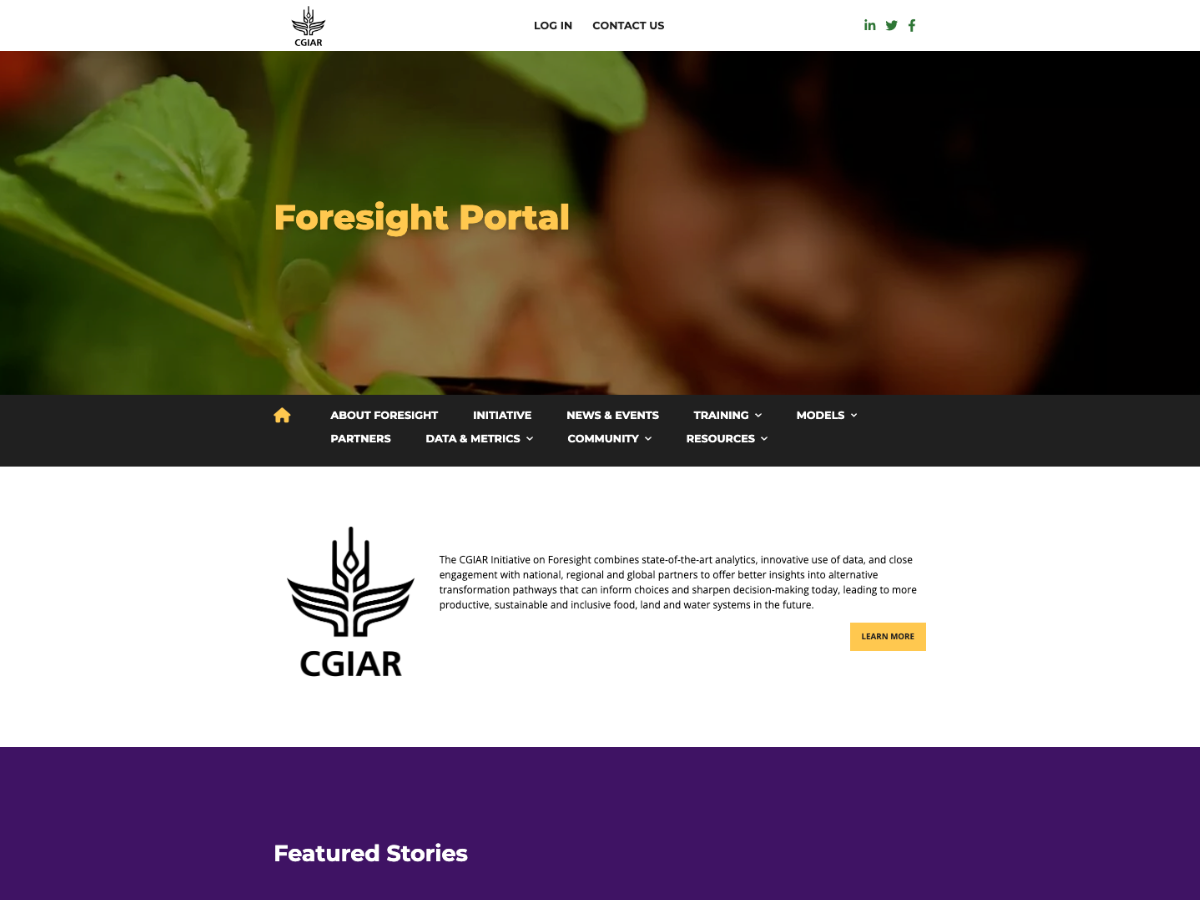 CGIAR
LOG IN
CONTACT US
Foresight Portal
ABOUT FORESIGHT
INITIATIVE
NEWS & EVENTS
TRAINING
MODELS
PARTNERS
DATA & METRICS
COMMUNITY
RESOURCES
CGIAR
The CGIAR Initiative on Foresight combines state-of-the-art analytics, innovative use of data, and close
engagement with national, regional and global partners to offer better insights into alternative
transformation pathways that can inform choices and sharpen decision-making today, leading to more
productive, sustainable and inclusive food, land and water systems in the future.
LEARN MORE
Featured Stories